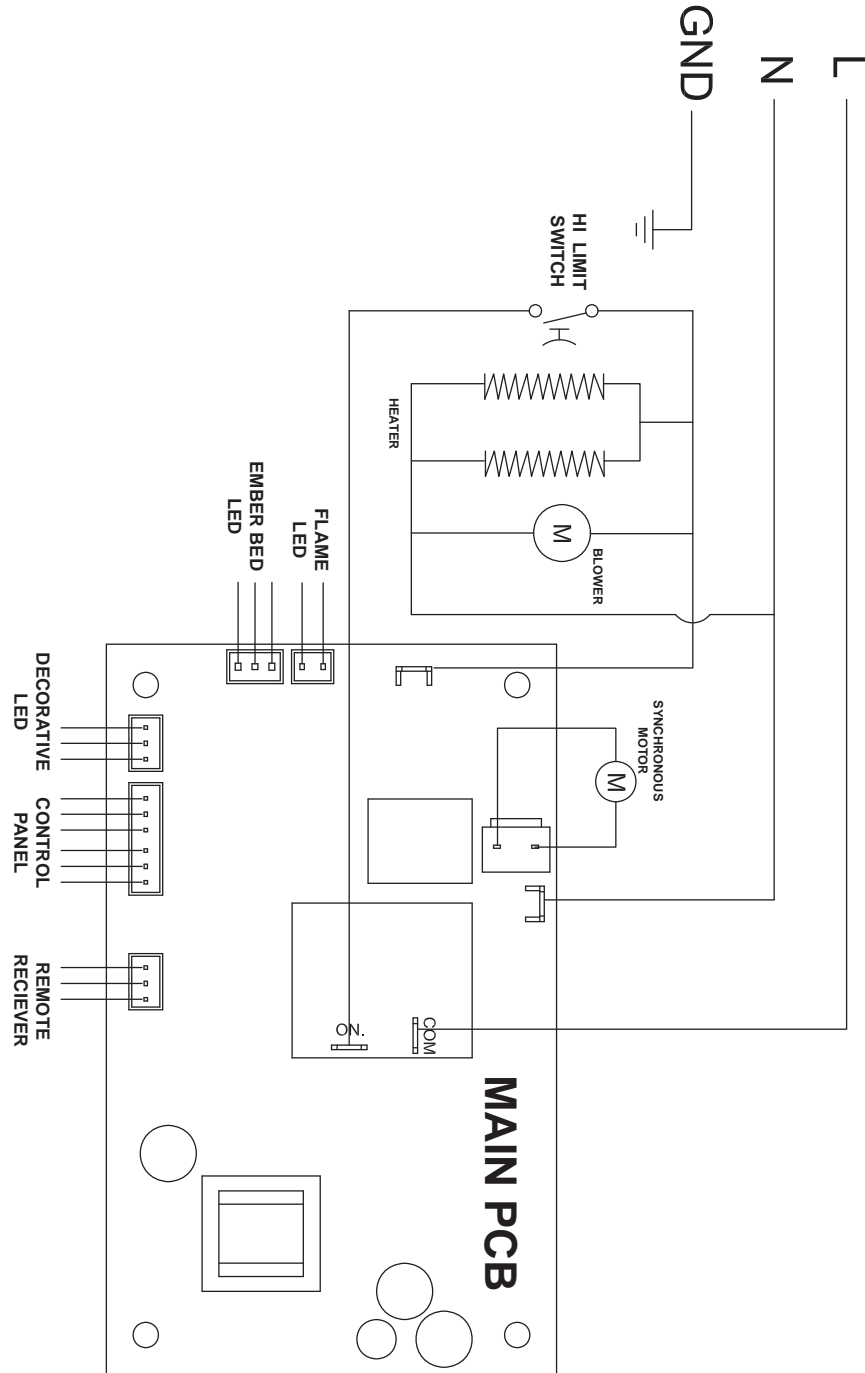 L
N
GND
HI LIMIT
SWITCH
HEATER
M
BLOWER
SYNCHRONOUS
MOTOR
M
FLAME
LED
EMBER BED
LED
DECORATIVE
LED
CONTROL
PANEL
REMOTE
RECIEVER
COM
ON.
MAIN PCB